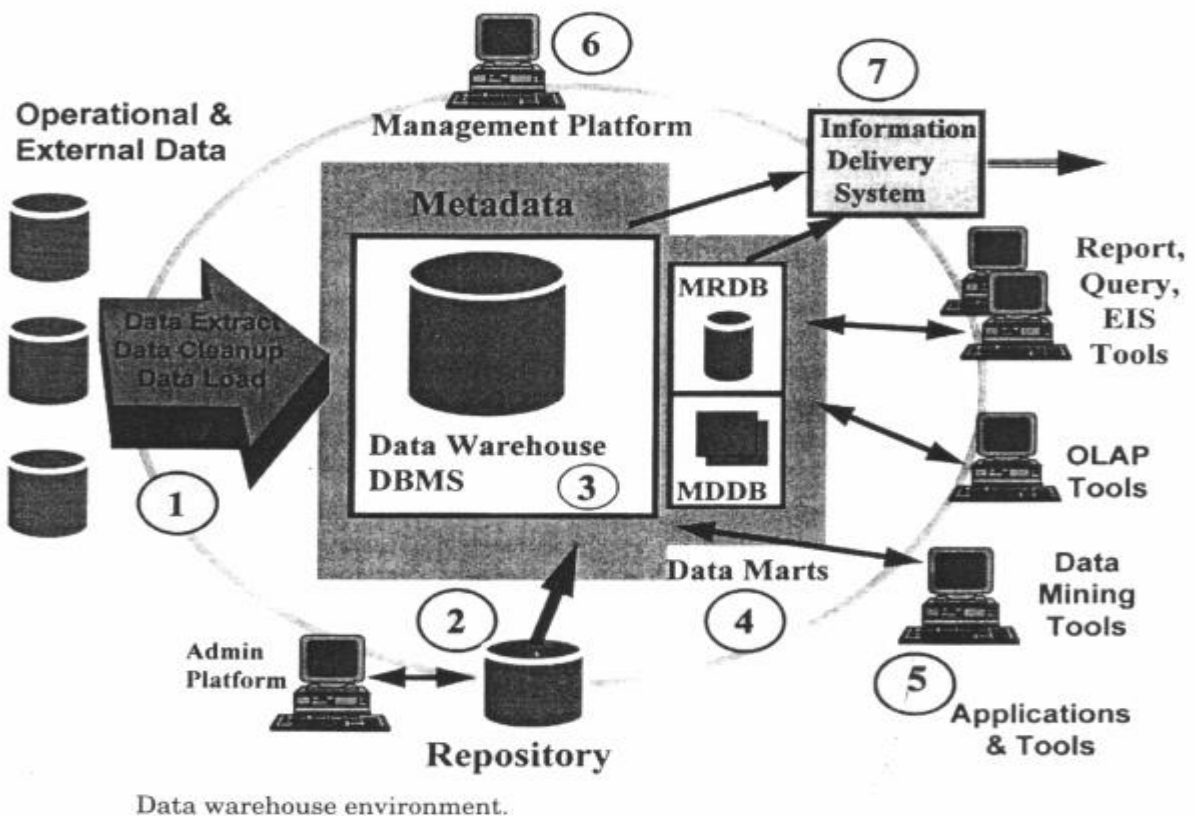 6
7
Operational &
External Data
Management Platform
Information
Delivery
System
Metadata
Report,
Query,
EIS
Tools
MRDB
Data Extract
Data Cleanup
Data Load
Data Warehouse
DBMS
3
MDDB
OLAP
Tools
1
Data Marts
Data
Mining
Tools
2
4
Admin
Platform
5
Applications
& Tools
Repository
Data warehouse environment.